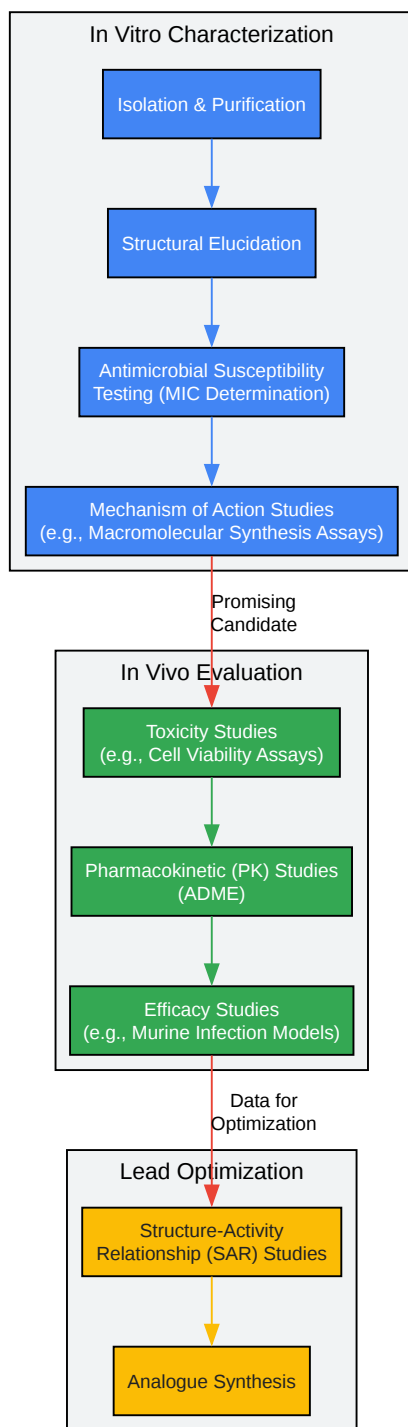 In Vitro Characterization
Isolation & Purification
Structural Elucidation
Antimicrobial Susceptibility
Testing (MIC Determination)
Mechanism of Action Studies
(e.g., Macromolecular Synthesis Assays)
Promising
Candidate
In Vivo Evaluation
Toxicity Studies
(e.g., Cell Viability Assays)
Pharmacokinetic (PK) Studies
(ADME)
Efficacy Studies
(e.g., Murine Infection Models)
Data for
Optimization
Lead Optimization
Structure-Activity
Relationship (SAR) Studies
Analogue Synthesis